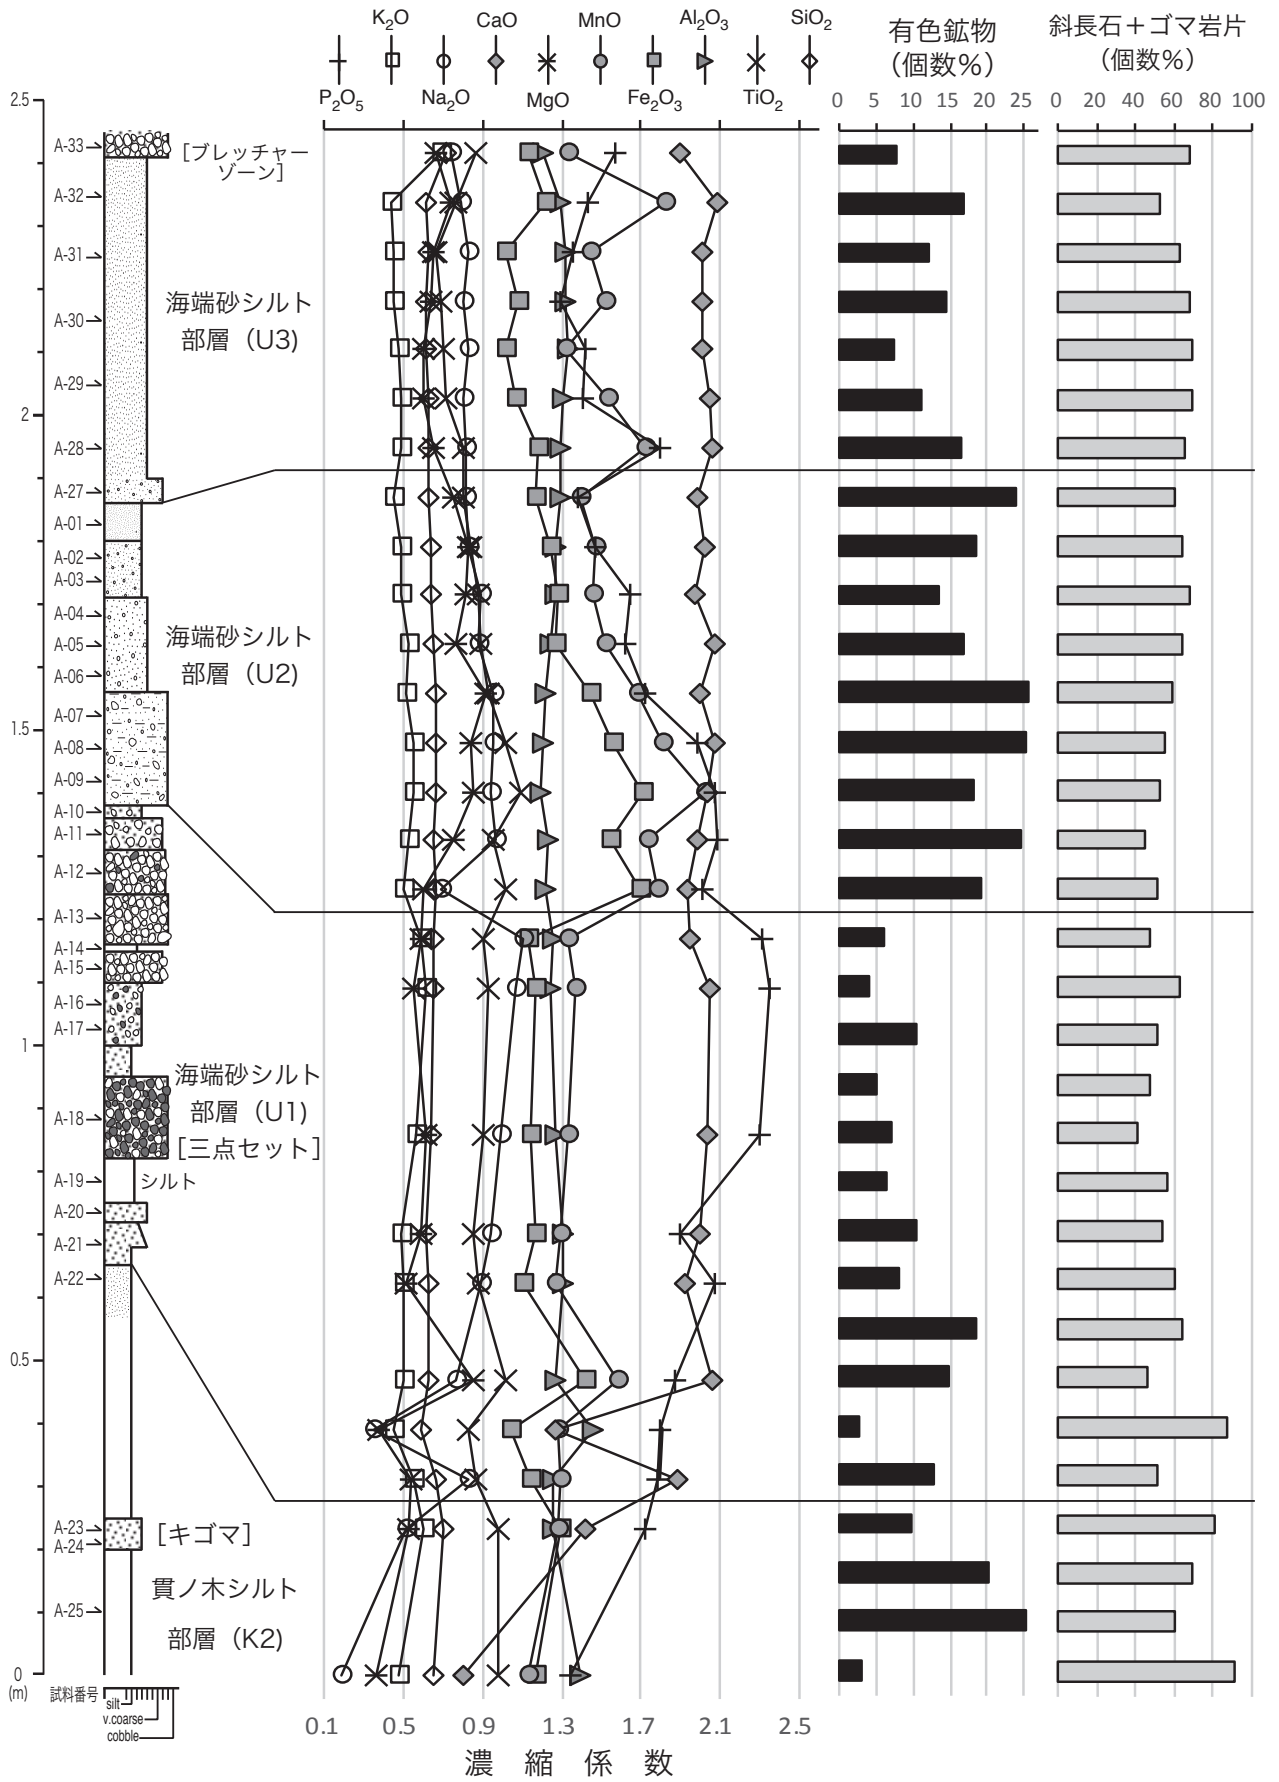 K2O CaO MnO Al2O3 SiO2
P2O5 Na2O MgO Fe2O3 TiO2
有色鉱物
（個数％）
0 5 10 15 20 25
斜長石＋ゴマ岩片
（個数％）
0 20 40 60 80 100
2.5
A-33
［ブレッチャー
ゾーン］
A-32
A-31
海端砂シルト
部層（U3）
A-30
A-29
2
A-28
A-27
A-01
A-02
A-03
A-04
海端砂シルト
部層（U2）
A-05
A-06
A-07
1.5
A-08
A-09
A-10
A-11
A-12
A-13
A-14
A-15
A-16
A-17
1
海端砂シルト
部層（U1）
［三点セット］
A-18
A-19
シルト
A-20
A-21
A-22
0.5
A-23
［キゴマ］
A-24
貫ノ木シルト
部層（K2）
A-25
0
(m)
試料番号
silt
v.coarse
cobble
0.1 0.5 0.9 1.3 1.7 2.1 2.5
濃縮係数